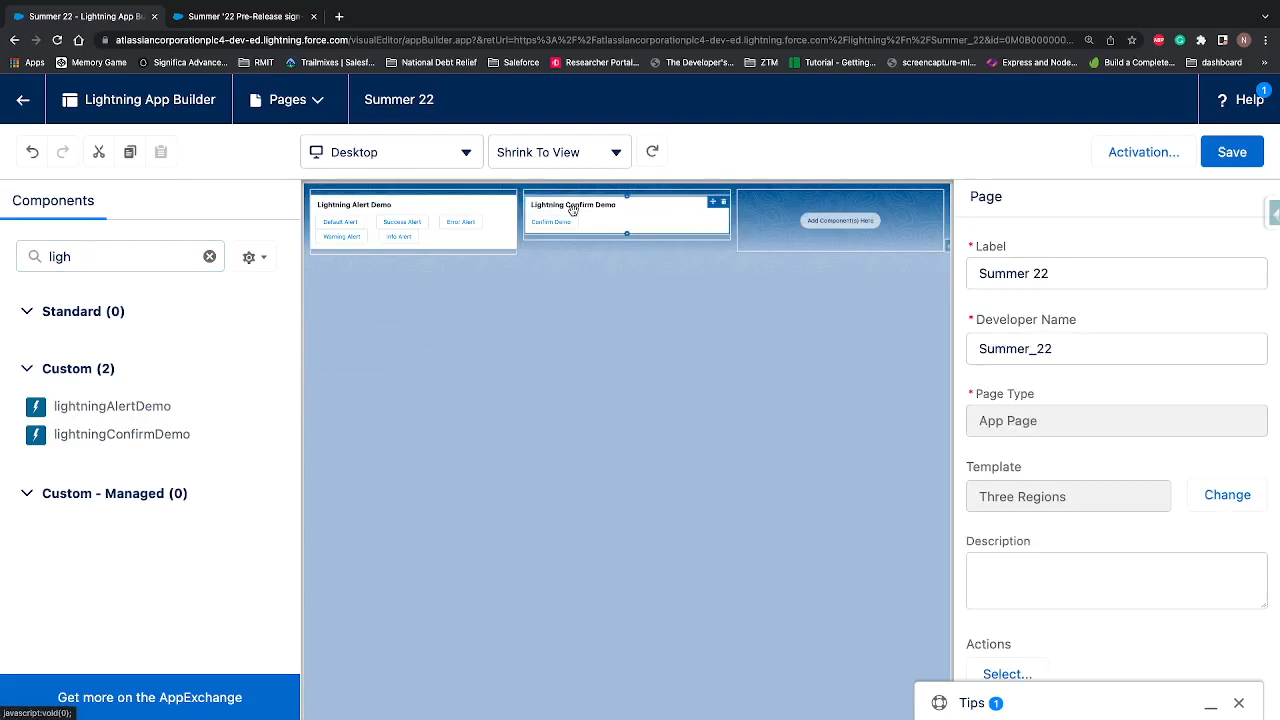 Summer 22 - Lightning App Bu
Summer '22 Pre-Release sign-
atlassiancorporationplc4-dev-ed.lightning.force.com/visualEditor/appBuilder.app?&retUrl=https%3A%2F%2Fatlassiancorporationplc4-dev-ed.lightning.force.com%2Flightning%2Fn%2FSummer_22&id=0M0B000000...
ABP
N
Apps
Memory Game
Significa Advance...
RMIT
Trailmixes | Salesf...
National Debt Relief
Salesforce
Researcher Portal...
The Developer's...
ZTM
Tutorial - Getting...
screencapture-ml...
Express and Node...
Build a Complete...
dashboard
Lightning App Builder
Pages
Summer 22
? Help
1
Desktop
Shrink To View
Activation...
Save
Components
ligh
Standard (0)
Custom (2)
lightningAlertDemo
lightningConfirmDemo
Custom - Managed (0)
Get more on the AppExchange
javascript:void(0);
Lightning Alert Demo
Default Alert
Success Alert
Error Alert
Warning Alert
Info Alert
Lightning Confirm Demo
Confirm Demo
Add Component(s) Here
Page
* Label
Summer 22
* Developer Name
Summer_22
* Page Type
App Page
Template
Three Regions
Change
Description
Actions
Select...
Tips 1